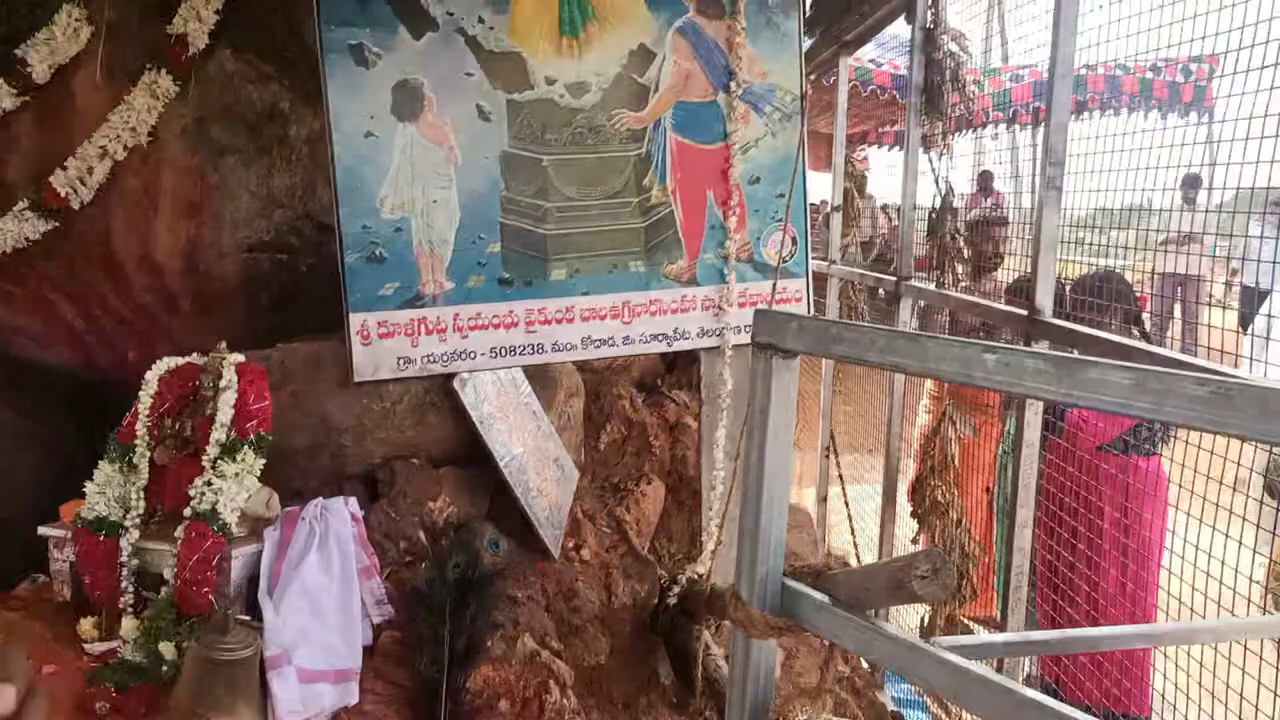 శ్రీ దూళ్ళగుట్ట స్వయంభు వైకుంఠ బాలఉగ్రనారసింహా స్వామి దేవాలయం
గ్రా॥ యర్రవరం - 508238. మం॥ కోదాడ, జి॥ సూర్యాపేట, తెలంగాణ